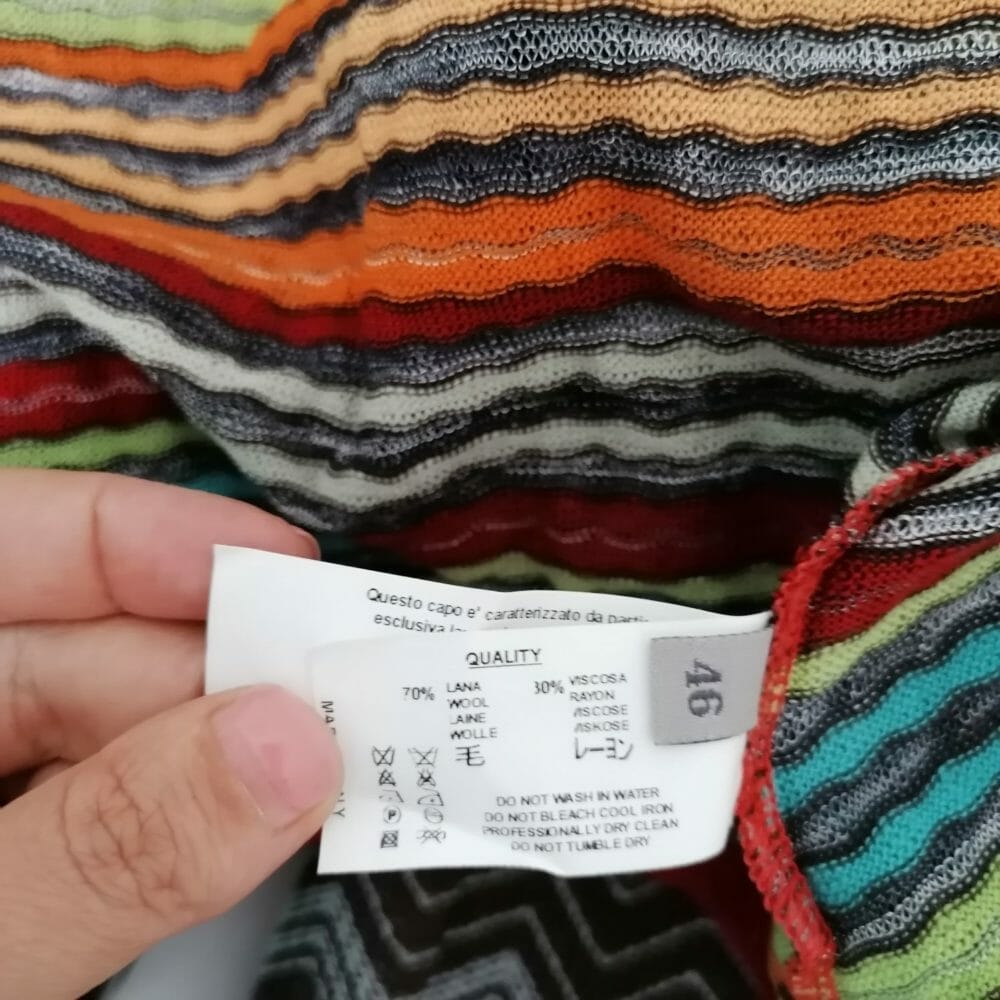 Questo capo e' caratterizzato da
esclusiva
QUALITY
70% LANA
WOOL
LAINE
WOLLE
毛
30% VISCOSA
RAYON
VISCOSE
VISKOSE
レーヨン
46
P
DO NOT WASH IN WATER
DO NOT BLEACH COOL IRON
PROFESSIONALLY DRY CLEAN
DO NOT TUMBLE DRY